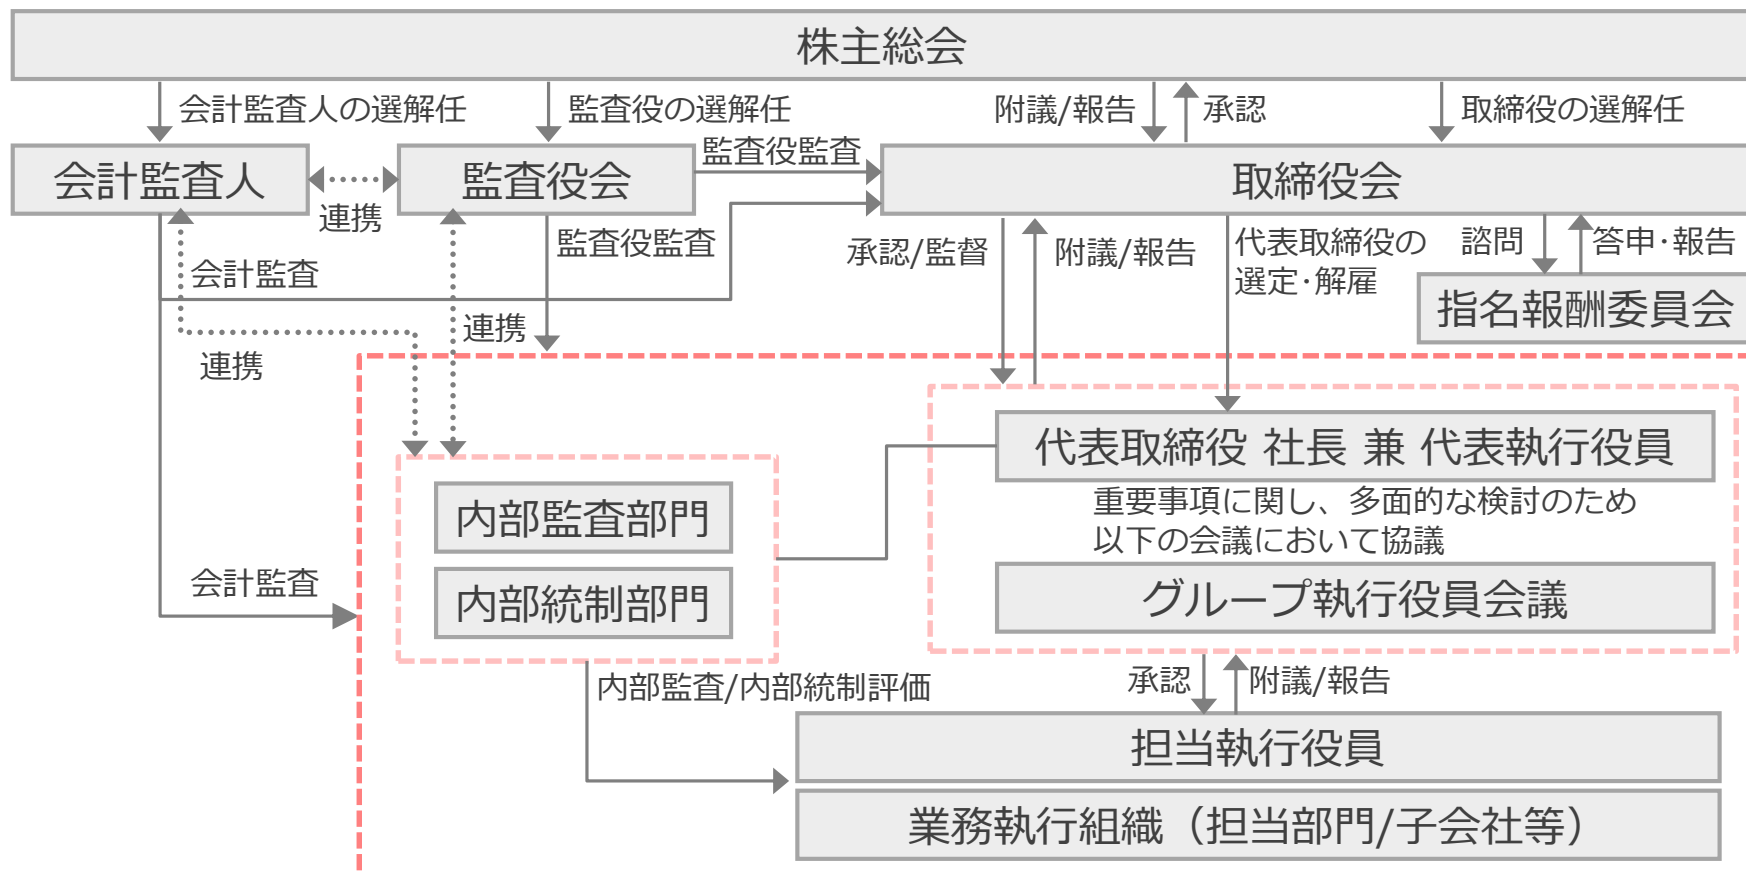 株主総会
会計監査人の選解任
監査役の選解任
附議/報告
承認
取締役の選解任
会計監査人
連携
監査役会
監査役監査
取締役会
会計監査
監査役監査
連携
連携
承認/監督
附議/報告
代表取締役の
選定･解雇
諮問
答申･報告
指名報酬委員会
代表取締役 社長 兼 代表執行役員
重要事項に関し、多面的な検討のため
以下の会議において協議
グループ執行役員会議
内部監査部門
内部統制部門
会計監査
内部監査/内部統制評価
承認
附議/報告
担当執行役員
業務執行組織（担当部門/子会社等）